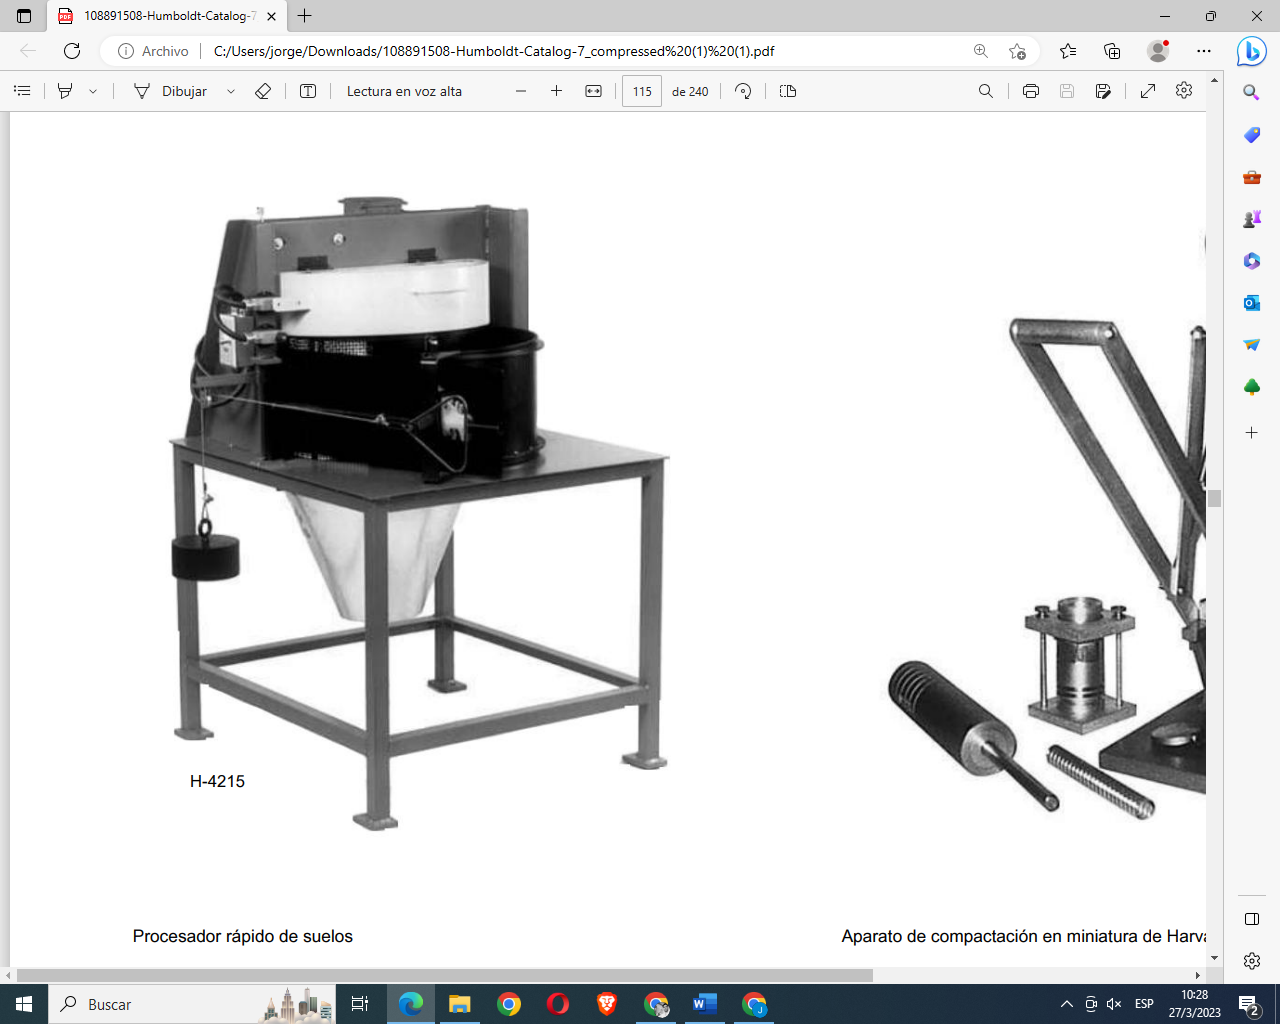 108891508-Humboldt-Catalog-7
Archivo
C:/Users/jorge/Downloads/108891508-Humboldt-Catalog-7_compressed%20(1)%20(1).pdf
Dibujar
Lectura en voz alta
115
de 240
H-4215
Procesador rápido de suelos
Aparato de compactación en miniatura de Harva
Buscar
ESP
10:28
27/3/2023
2